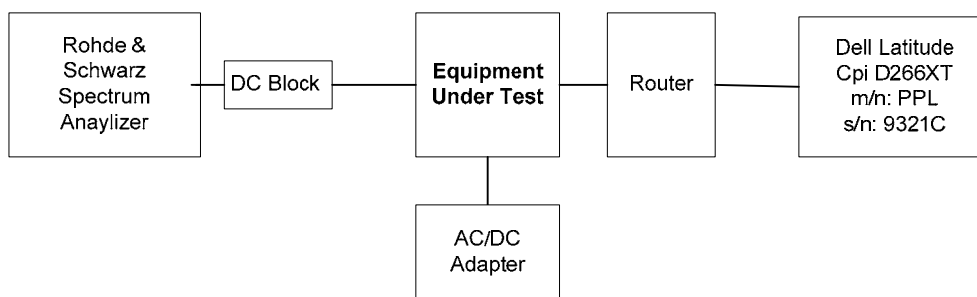 Rohde &
Schwarz
Spectrum
Anaylizer
DC Block
Equipment
Under Test
Router
Dell Latitude
Cpi D266XT
m/n: PPL
s/n: 9321C
AC/DC
Adapter